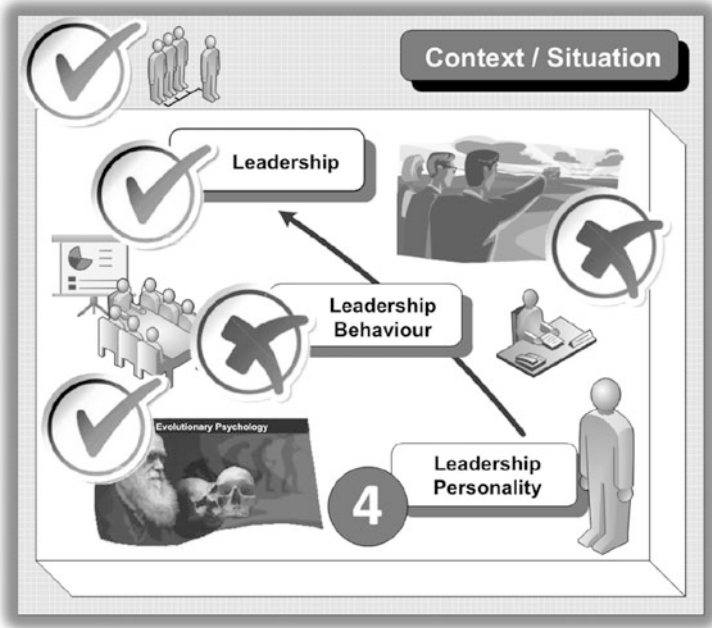 Context / Situation
Leadership
Leadership
Behaviour
Evolutionary Psychology
Leadership
Personality
4